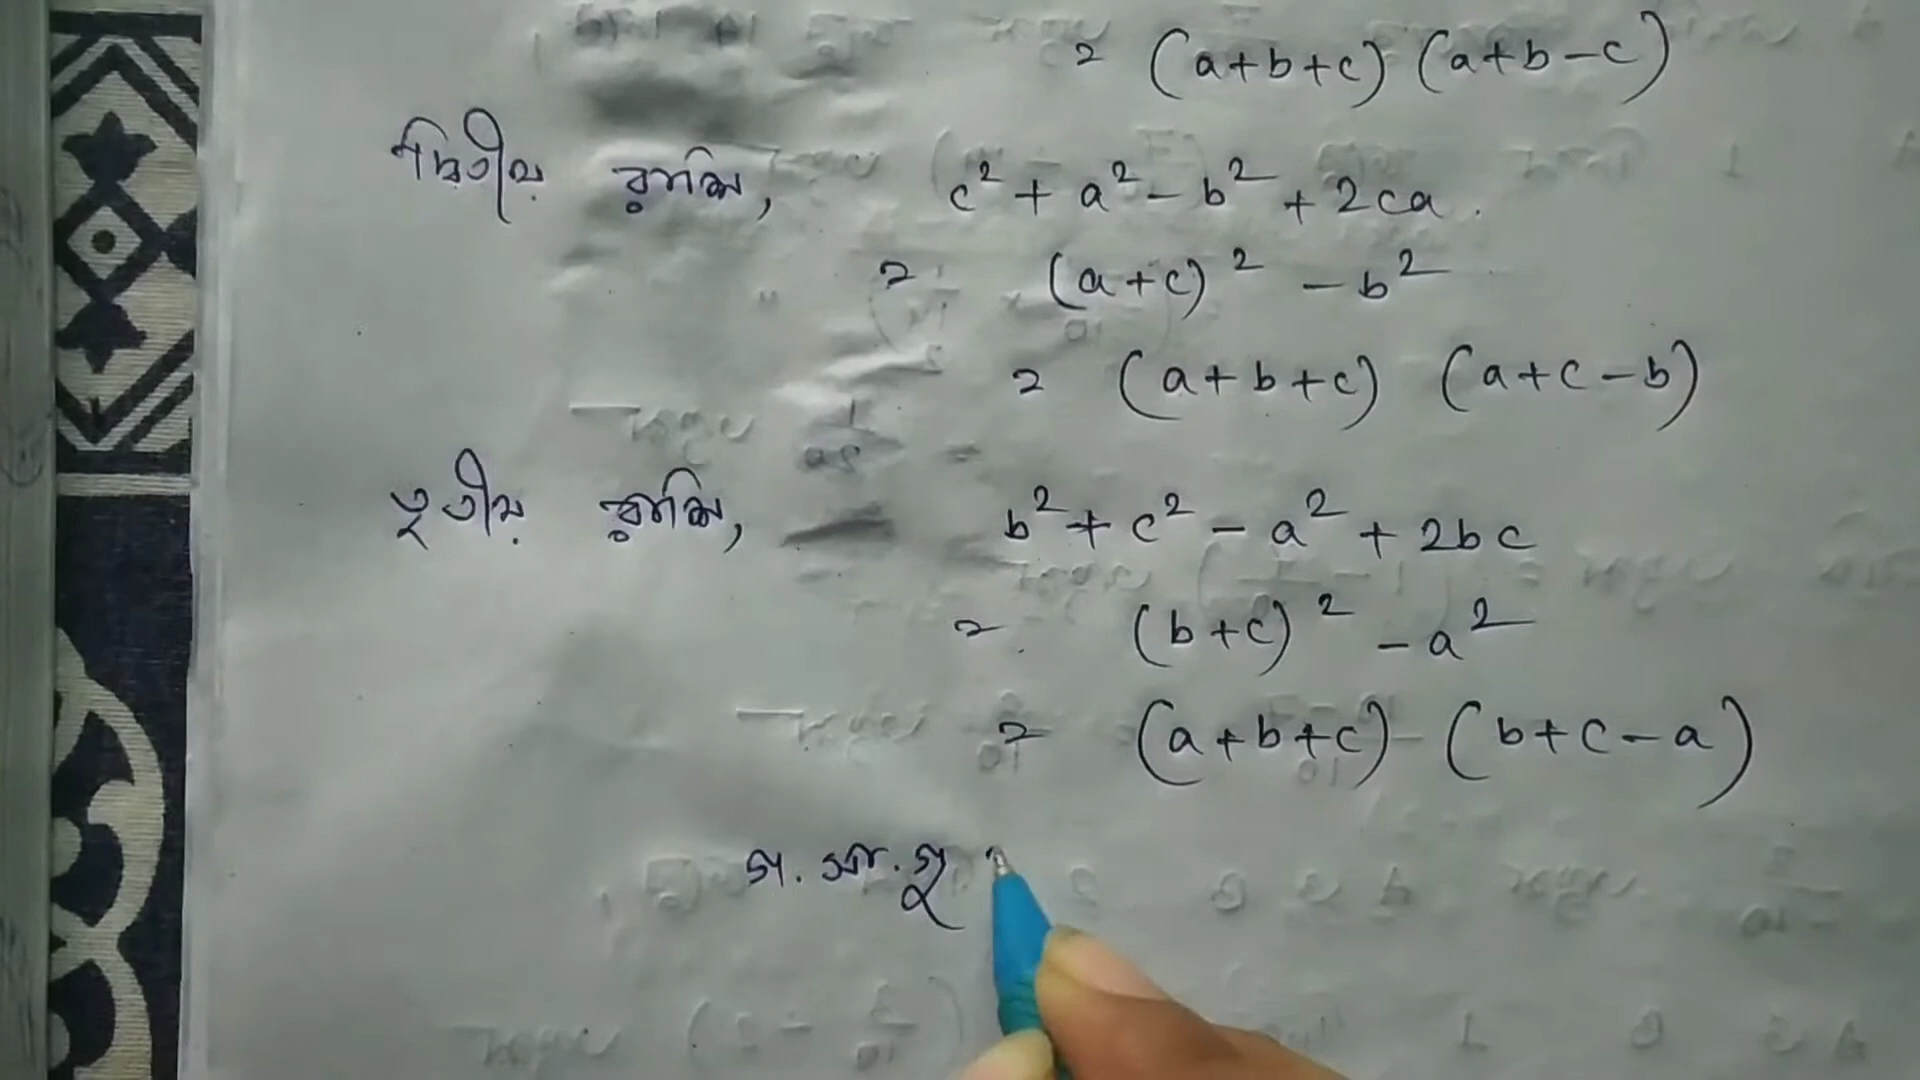 = (a+b+c) (a+b-c)
দ্বিতীয় রাশি, c² + a² - b² + 2ca.
= (a+c)² - b²
= (a+b+c) (a+c-b)
তৃতীয় রাশি, b² + c² - a² + 2bc
= (b+c)² - a²
= (a+b+c) (b+c-a)
গ. সা. গু